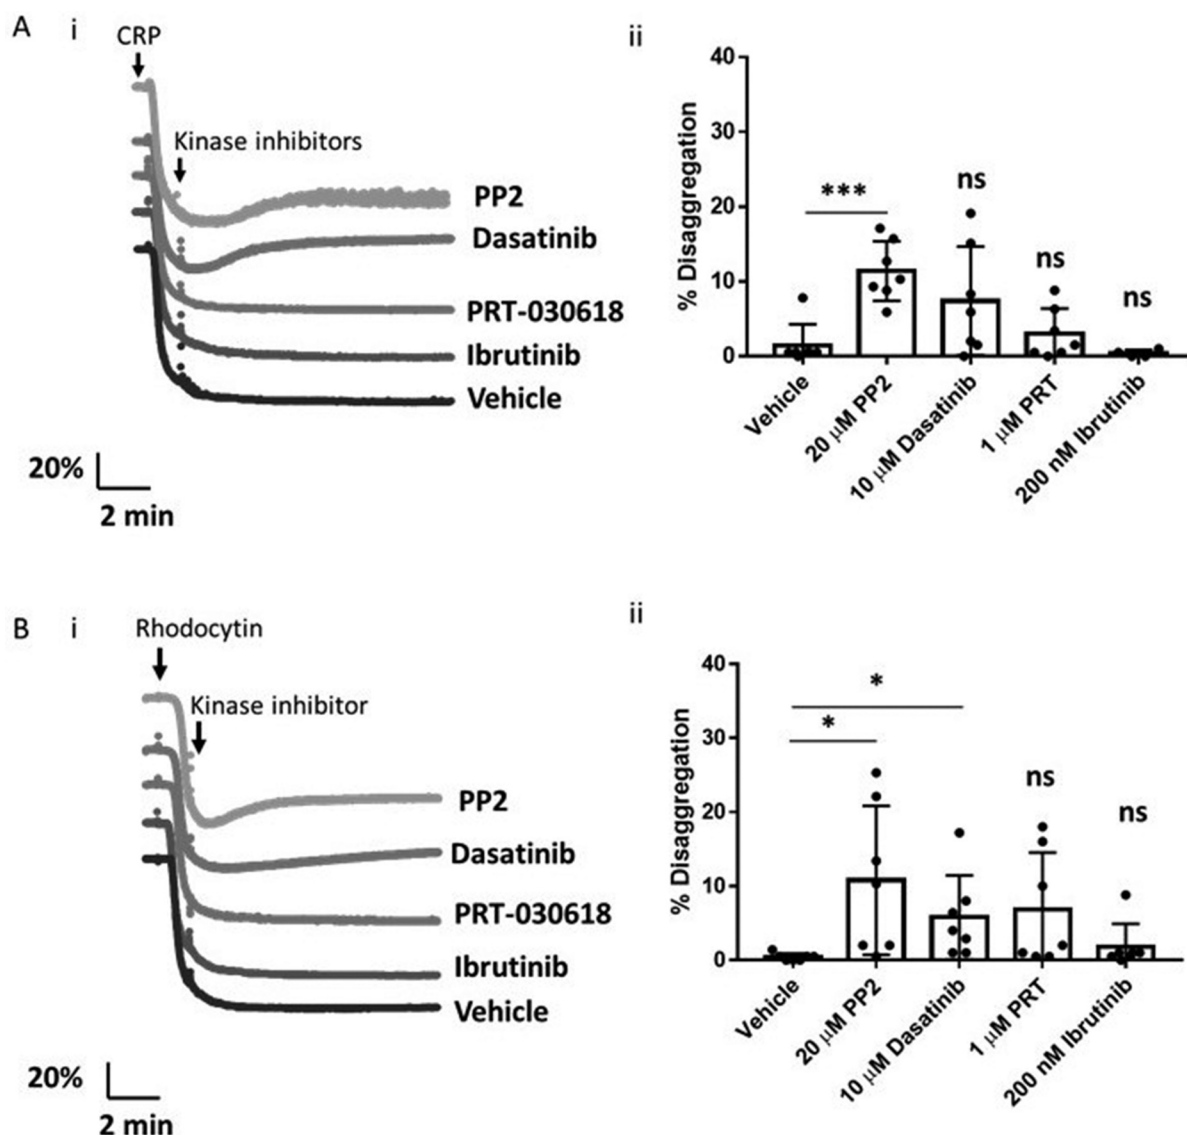 A i
CRP
Kinase inhibitors
PP2
Dasatinib
PRT-030618
Ibrutinib
Vehicle
20%
2 min
ii
% Disaggregation
40
30
20
10
0
***
ns
ns
ns
Vehicle
20 μM PP2
10 μM Dasatinib
1 μM PRT
200 nM Ibrutinib
B i
Rhodocytin
Kinase inhibitor
PP2
Dasatinib
PRT-030618
Ibrutinib
Vehicle
20%
2 min
ii
% Disaggregation
40
30
20
10
0
*
*
ns
ns
Vehicle
20 μM PP2
10 μM Dasatinib
1 μM PRT
200 nM Ibrutinib